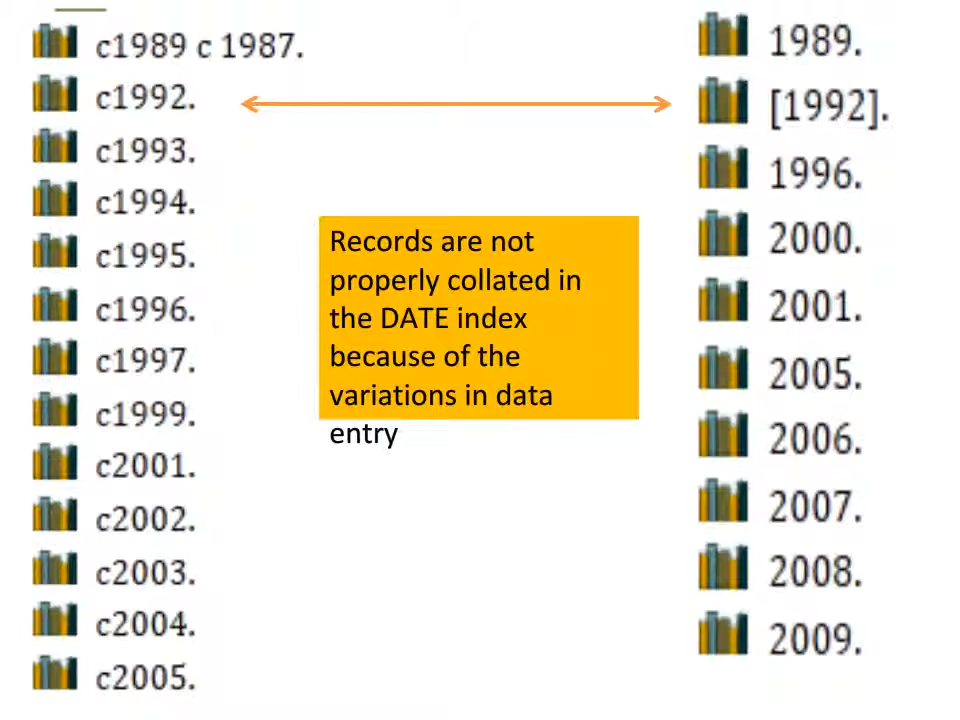 c1989 c 1987.
c1992.
c1993.
c1994.
c1995.
c1996.
c1997.
c1999.
c2001.
c2002.
c2003.
c2004.
c2005.
Records are not
properly collated in
the DATE index
because of the
variations in data
entry
1989.
[1992].
1996.
2000.
2001.
2005.
2006.
2007.
2008.
2009.